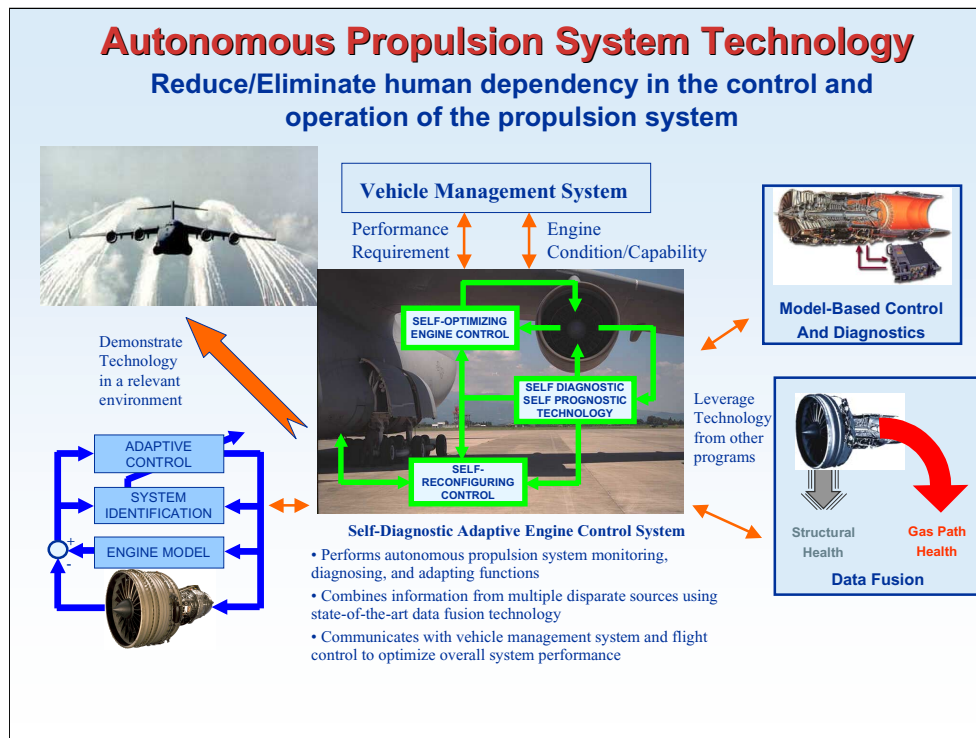 Autonomous Propulsion System Technology
Reduce/Eliminate human dependency in the control and
operation of the propulsion system
Vehicle Management System
Performance
Requirement
Engine
Condition/Capability
SELF-OPTIMIZING
ENGINE CONTROL
SELF DIAGNOSTIC
SELF PROGNOSTIC
TECHNOLOGY
SELF-
RECONFIGURING
CONTROL
Demonstrate
Technology
in a relevant
environment
ADAPTIVE
CONTROL
SYSTEM
IDENTIFICATION
ENGINE MODEL
+
-
Model-Based Control
And Diagnostics
Leverage
Technology
from other
programs
Structural
Health
Gas Path
Health
Data Fusion
Self-Diagnostic Adaptive Engine Control System
• Performs autonomous propulsion system monitoring,
diagnosing, and adapting functions
• Combines information from multiple disparate sources using
state-of-the-art data fusion technology
• Communicates with vehicle management system and flight
control to optimize overall system performance